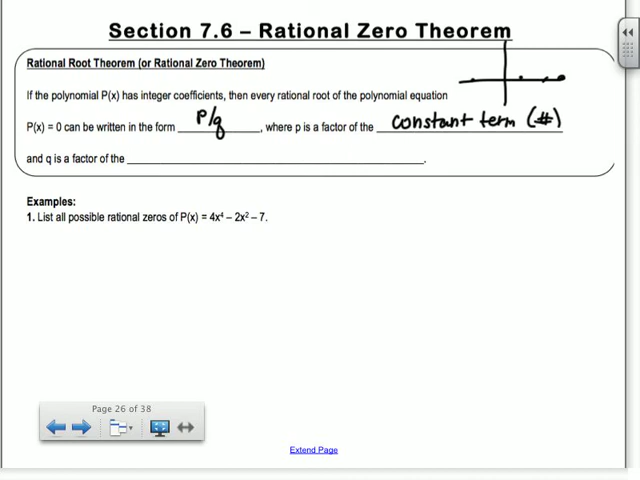 Section 7.6 – Rational Zero Theorem
Rational Root Theorem (or Rational Zero Theorem)
If the polynomial P(x) has integer coefficients, then every rational root of the polynomial equation
P(x) = 0 can be written in the form p/q, where p is a factor of the constant term (#)
and q is a factor of the ____________________.
Examples:
1. List all possible rational zeros of P(x) = 4x⁴ – 2x² – 7.
Page 26 of 38
Extend Page